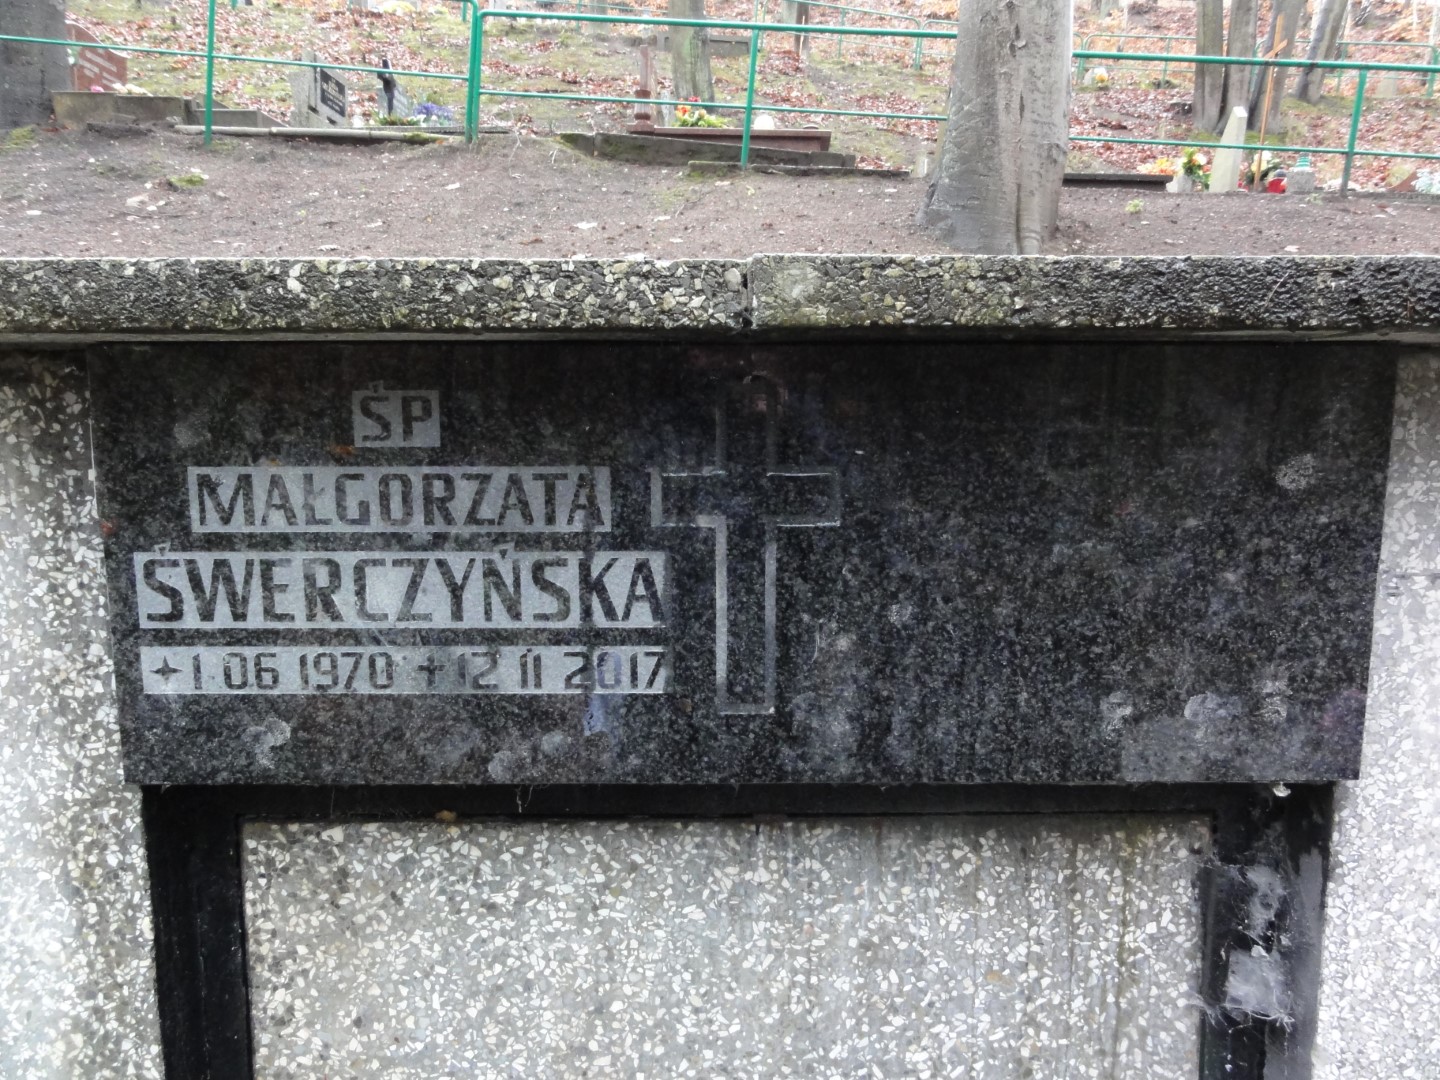 ŚP
MAŁGORZATA
ŚWERCZYŃSKA
1 06 1970 + 12 11 2017